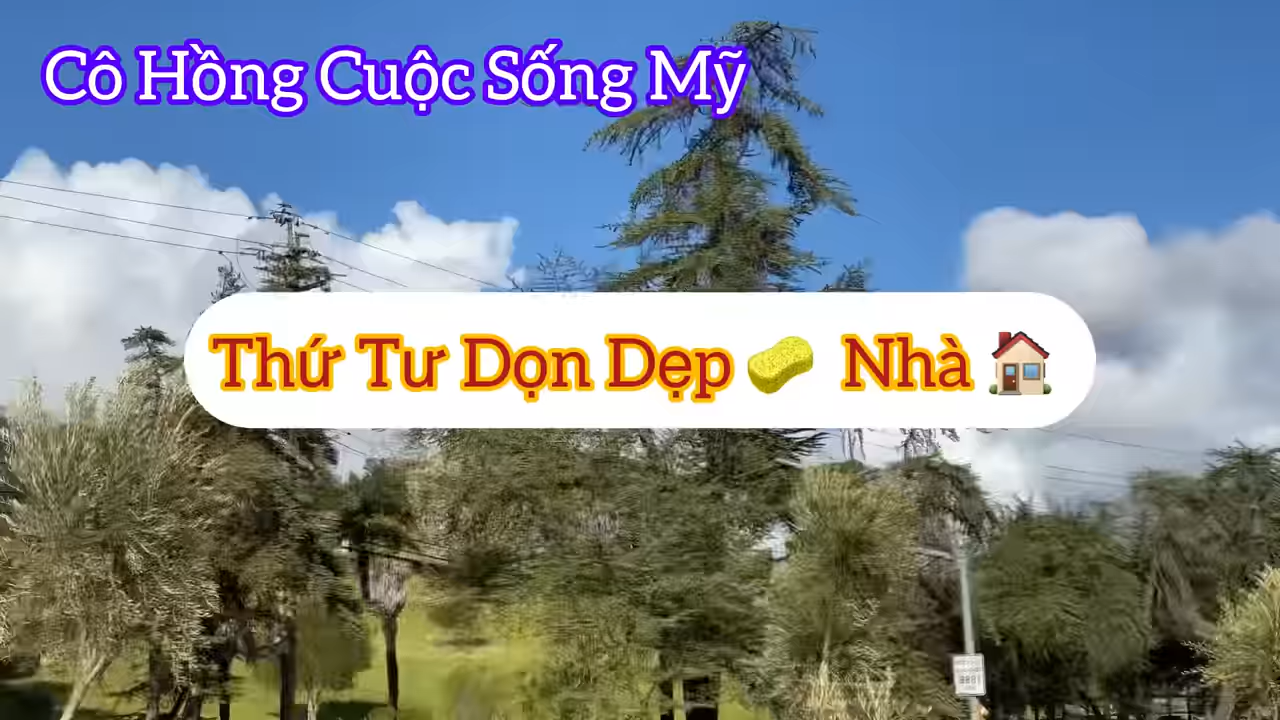 Cô Hồng Cuộc Sống Mỹ
Thứ Tư Dọn Dẹp 🧽 Nhà 🏠